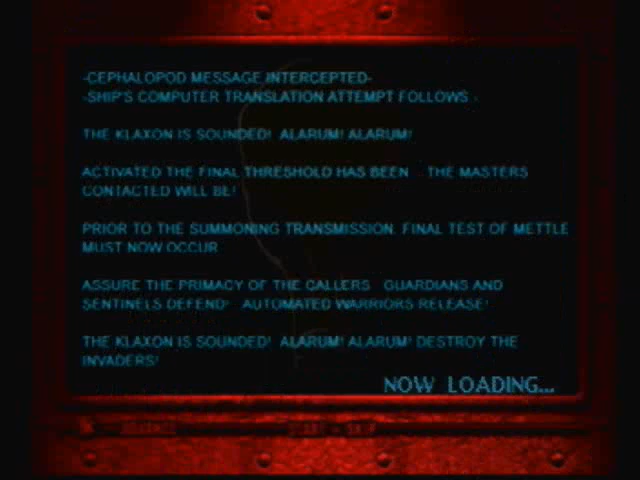 -CEPHALOPOD MESSAGE INTERCEPTED-
-SHIP'S COMPUTER TRANSLATION ATTEMPT FOLLOWS -
THE KLAXON IS SOUNDED! ALARUM! ALARUM!
ACTIVATED THE FINAL THRESHOLD HAS BEEN. THE MASTERS
CONTACTED WILL BE!
PRIOR TO THE SUMMONING TRANSMISSION, FINAL TEST OF METTLE
MUST NOW OCCUR.
ASSURE THE PRIMACY OF THE CALLERS. GUARDIANS AND
SENTINELS DEFEND! AUTOMATED WARRIORS RELEASE!
THE KLAXON IS SOUNDED! ALARUM! ALARUM! DESTROY THE
INVADERS!
NOW LOADING...